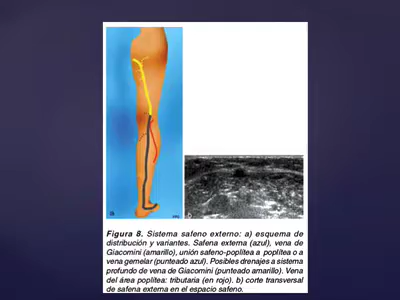 a
b
Figura 8. Sistema safeno externo: a) esquema de
distribución y variantes. Safena externa (azul), vena de
Giacomini (amarillo), unión safeno-poplítea a poplítea o a
vena gemelar (punteado azul). Posibles drenajes a sistema
profundo de vena de Giacomini (punteado amarillo). Vena
del área poplítea: tributaria (en rojo). b) corte transversal
de safena externa en el espacio safeno.